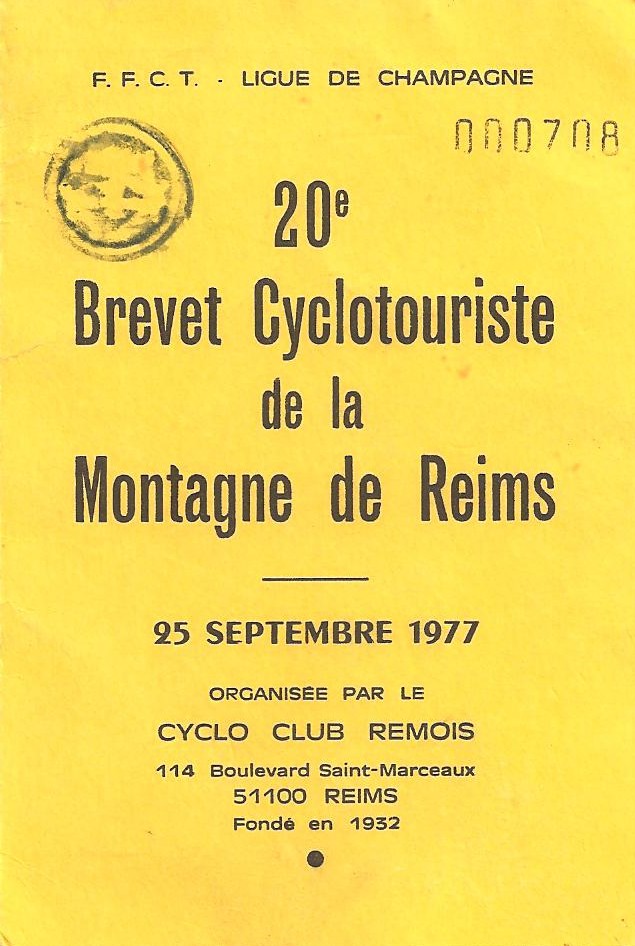 F. F. C. T. - LIGUE DE CHAMPAGNE
000708
20e
Brevet Cyclotouriste
de la
Montagne de Reims
25 SEPTEMBRE 1977
ORGANISÉE PAR LE
CYCLO CLUB REMOIS
114 Boulevard Saint-Marceaux
51100 REIMS
Fondé en 1932